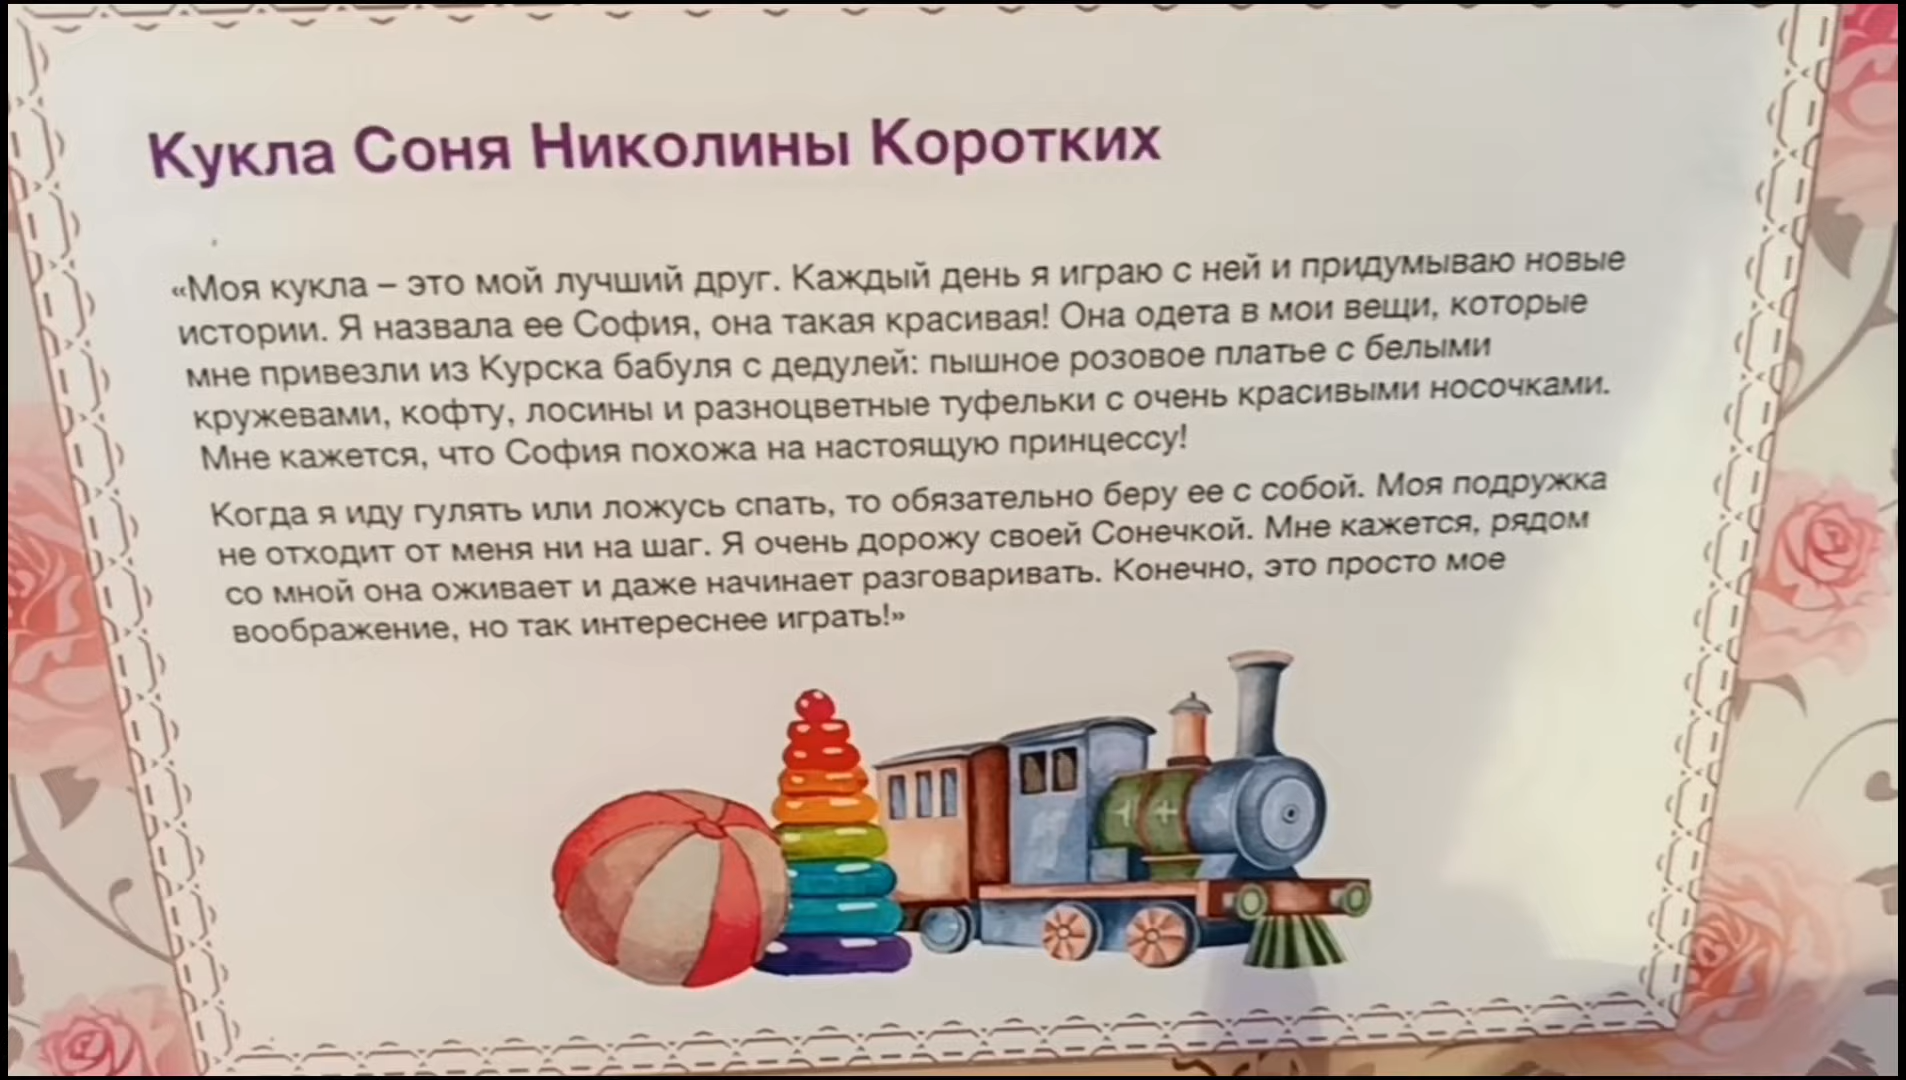 Кукла Соня Николины Коротких
«Моя кукла – это мой лучший друг. Каждый день я играю с ней и придумываю новые
истории. Я назвала ее София, она такая красивая! Она одета в мои вещи, которые
мне привезли из Курска бабуля с дедулей: пышное розовое платье с белыми
кружевами, кофту, лосины и разноцветные туфельки с очень красивыми носочками.
Мне кажется, что София похожа на настоящую принцессу!
Когда я иду гулять или ложусь спать, то обязательно беру ее с собой. Моя подружка
не отходит от меня ни на шаг. Я очень дорожу своей Сонечкой. Мне кажется, рядом
со мной она оживает и даже начинает разговаривать. Конечно, это просто мое
воображение, но так интереснее играть!»